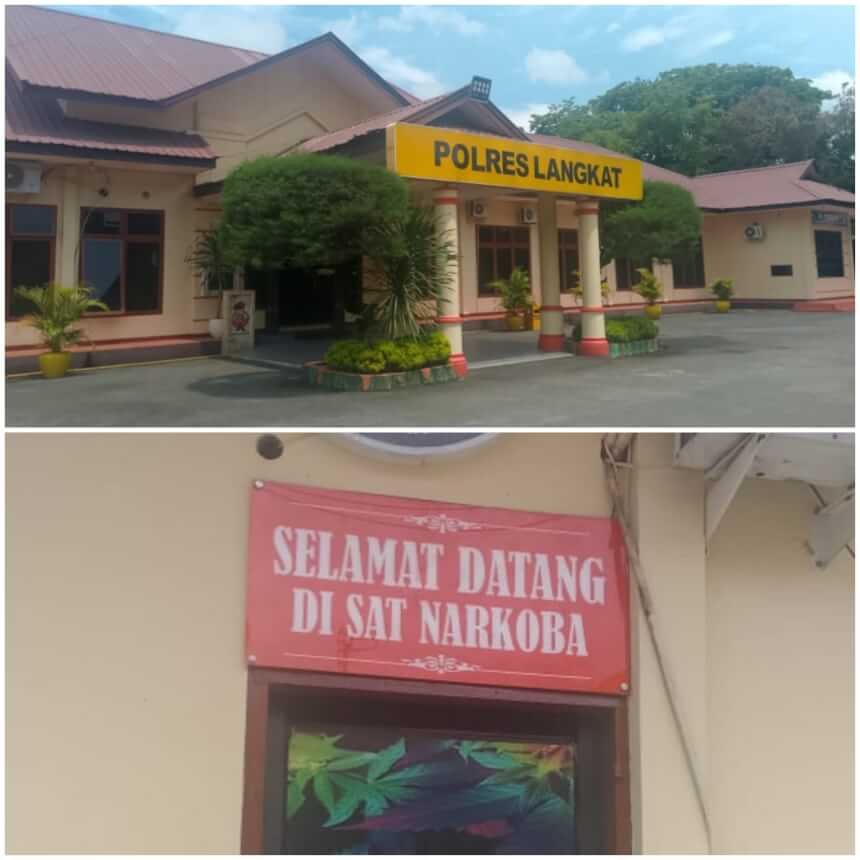 POLRES LANGKAT
SELAMAT DATANG
DI SAT NARKOBA